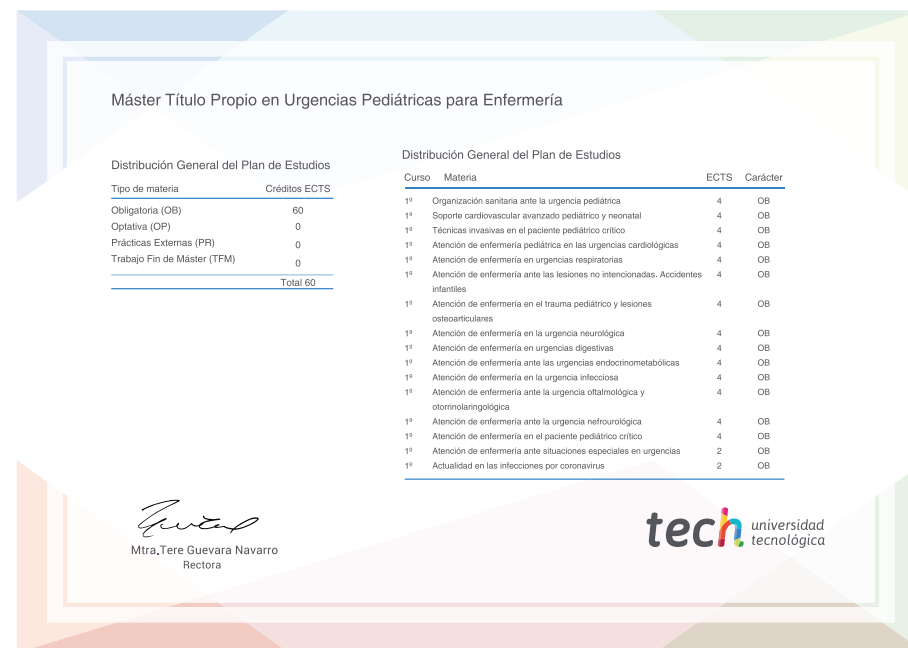 Máster Título Propio en Urgencias Pediátricas para Enfermería
Distribución General del Plan de Estudios
Tipo de materia Créditos ECTS
Obligatoria (OB) 60
Optativa (OP) 0
Prácticas Externas (PR) 0
Trabajo Fin de Máster (TFM) 0
Total 60
Distribución General del Plan de Estudios
Curso Materia ECTS Carácter
1º Organización sanitaria ante la urgencia pediátrica 4 OB
1º Soporte cardiovascular avanzado pediátrico y neonatal 4 OB
1º Técnicas invasivas en el paciente pediátrico crítico 4 OB
1º Atención de enfermería pediátrica en las urgencias cardiológicas 4 OB
1º Atención de enfermería en urgencias respiratorias 4 OB
1º Atención de enfermería ante las lesiones no intencionadas. Accidentes 4 OB
infantiles
1º Atención de enfermería en el trauma pediátrico y lesiones 4 OB
osteoarticulares
1º Atención de enfermería en la urgencia neurológica 4 OB
1º Atención de enfermería en urgencias digestivas 4 OB
1º Atención de enfermería ante las urgencias endocrinometabólicas 4 OB
1º Atención de enfermería en la urgencia infecciosa 4 OB
1º Atención de enfermería ante la urgencia oftalmológica y 4 OB
otorrinolaringológica
1º Atención de enfermería ante la urgencia nefrourológica 4 OB
1º Atención de enfermería en el paciente pediátrico crítico 4 OB
1º Atención de enfermería ante situaciones especiales en urgencias 2 OB
1º Actualidad en las infecciones por coronavirus 2 OB
Mtra.Tere Guevara Navarro
Rectora
tech universidad
tecnológica